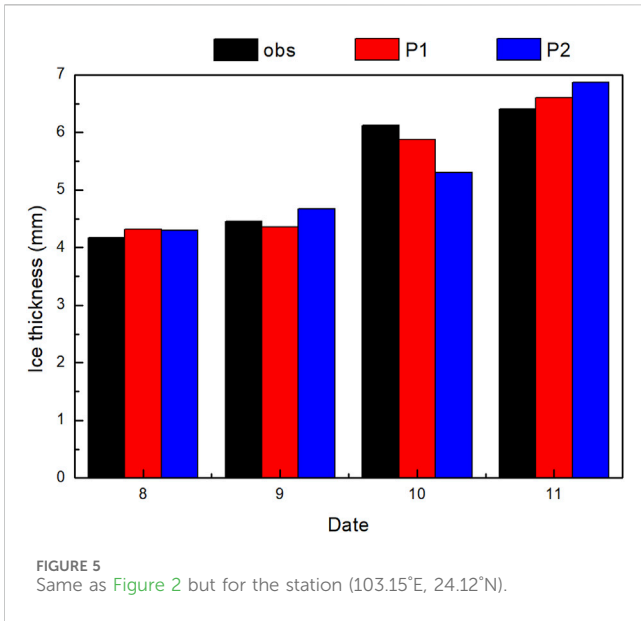 obs P1 P2
7
6
5
4
3
2
1
0
Ice thickness (mm)
8 9 10 11
Date
FIGURE 5
Same as Figure 2 but for the station (103.15°E, 24.12°N).